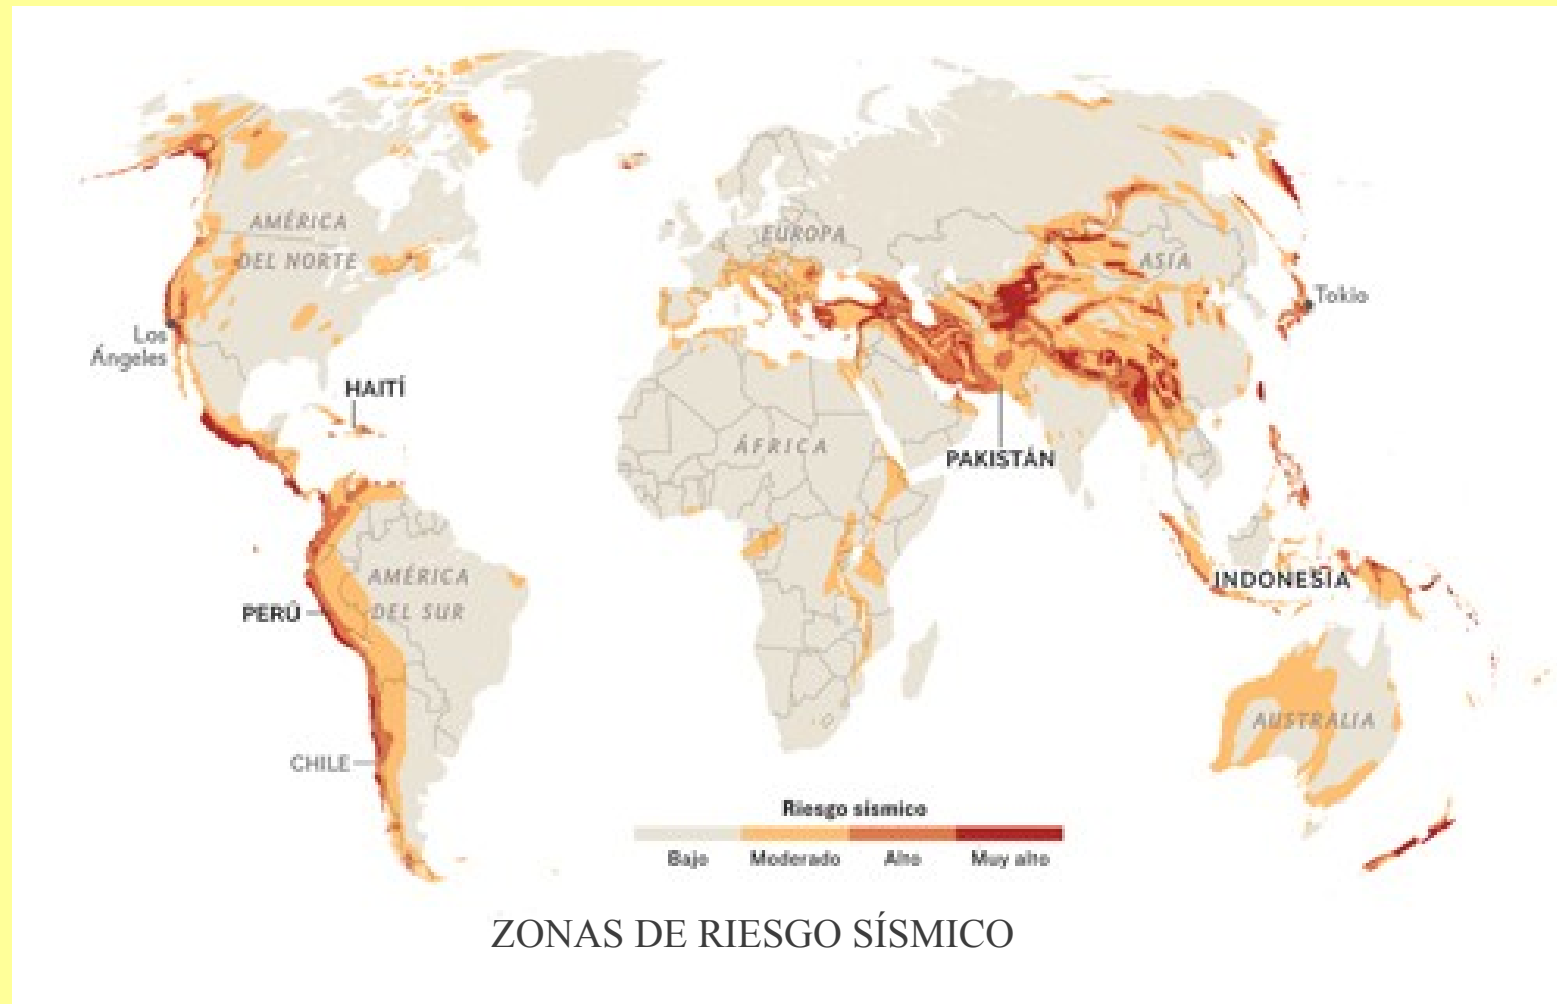 AMÉRICA
DEL NORTE
EUROPA
ASIA
Tokio
Los
Ángeles
HAITÍ
ÁFRICA
PAKISTÁN
AMÉRICA
DEL SUR
PERÚ
INDONESIA
AUSTRALIA
CHILE
Riesgo sísmico
Bajo Moderado Alto Muy alto
ZONAS DE RIESGO SÍSMICO